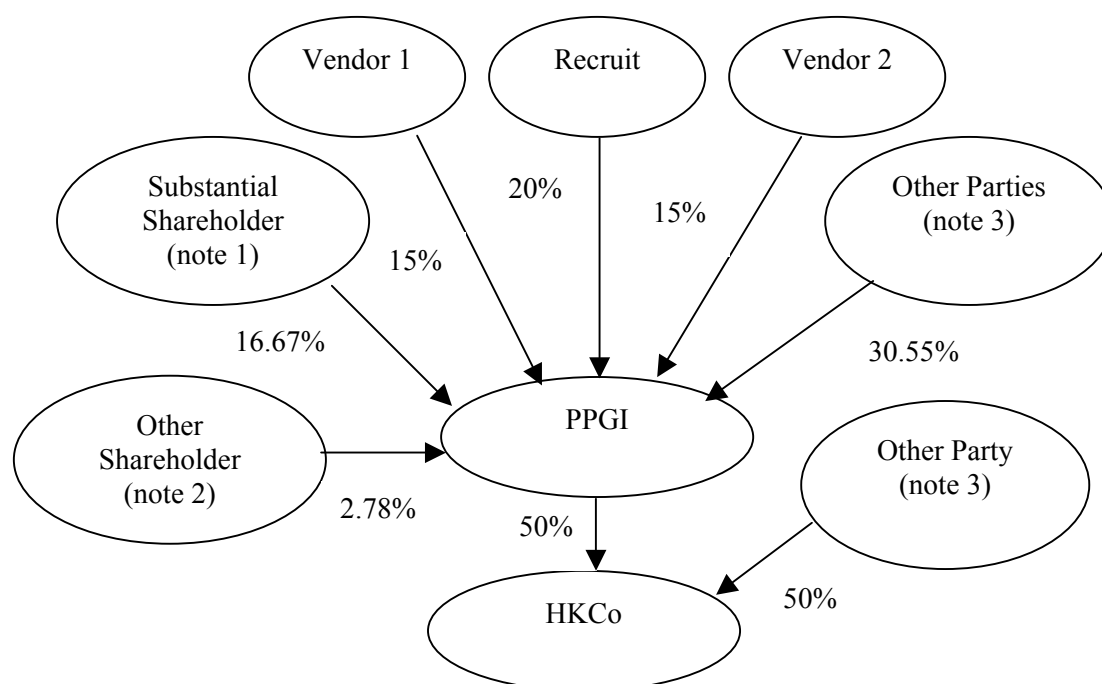 Vendor 1
Recruit
Vendor 2
Substantial
Shareholder
(note 1)
Other Parties
(note 3)
20%
15%
15%
16.67%
30.55%
Other
Shareholder
(note 2)
PPGI
Other Party
(note 3)
2.78%
50%
50%
HKCo